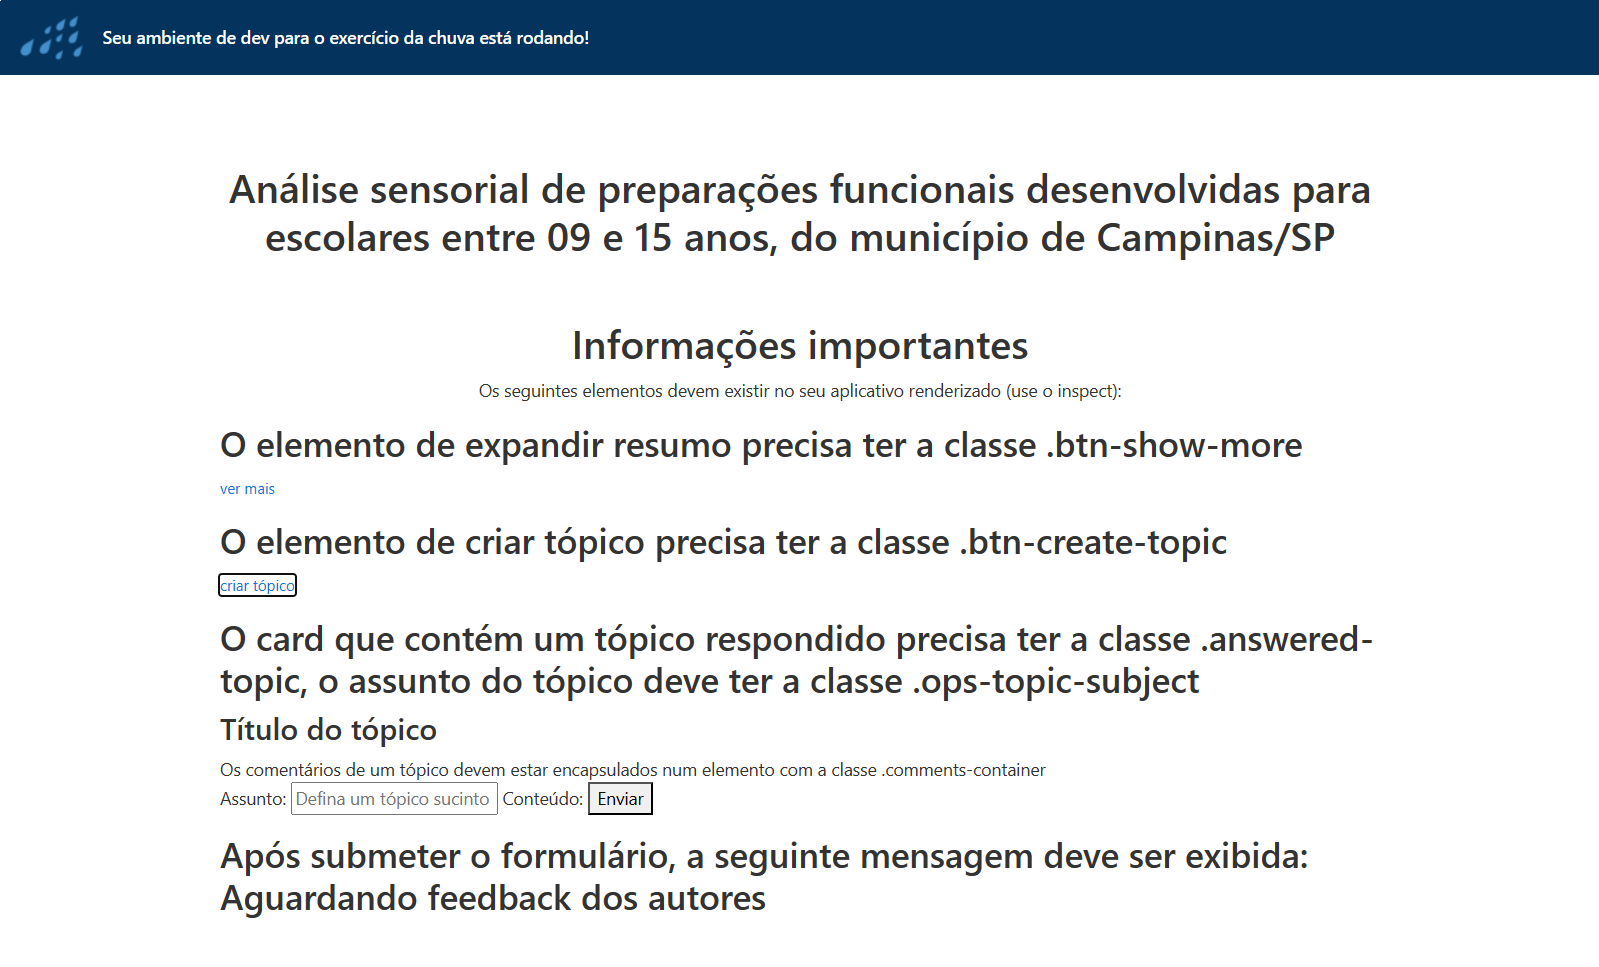 Seu ambiente de dev para o exercício da chuva está rodando!
Análise sensorial de preparações funcionais desenvolvidas para
escolares entre 09 e 15 anos, do município de Campinas/SP
Informações importantes
Os seguintes elementos devem existir no seu aplicativo renderizado (use o inspect):
O elemento de expandir resumo precisa ter a classe .btn-show-more
ver mais
O elemento de criar tópico precisa ter a classe .btn-create-topic
criar tópico
O card que contém um tópico respondido precisa ter a classe .answered-
topic, o assunto do tópico deve ter a classe .ops-topic-subject
Título do tópico
Os comentários de um tópico devem estar encapsulados num elemento com a classe .comments-container
Assunto: Defina um tópico sucinto Conteúdo: Enviar
Após submeter o formulário, a seguinte mensagem deve ser exibida:
Aguardando feedback dos autores